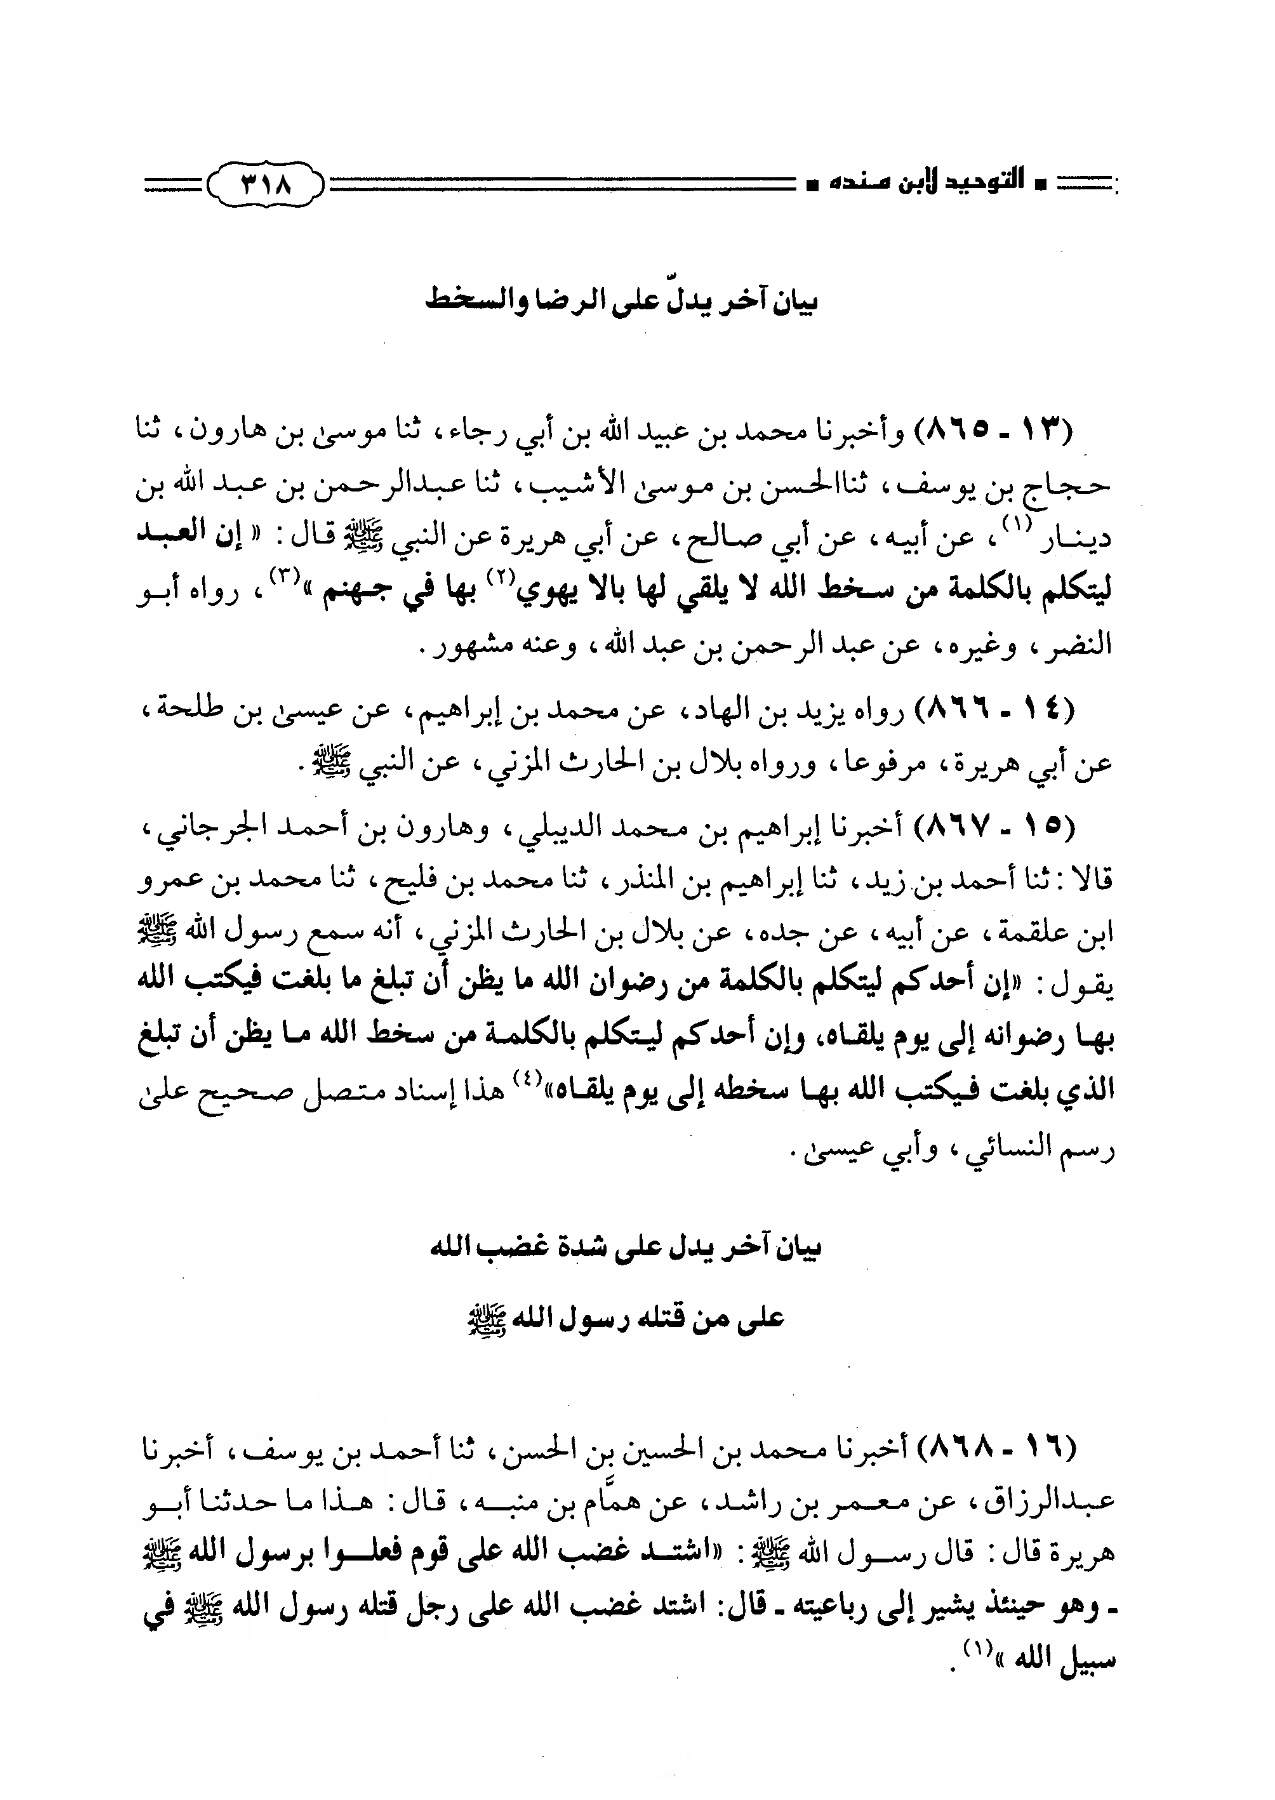 التوحيد لابن منده ٣١٨
بيان آخر يدلّ على الرضا والسخط
(١٣ - ٨٦٥) وأخبرنا محمد بن عبيد الله بن أبي رجاء، ثنا موسىٰ بن هارون، ثنا
حجاج بن يوسف، ثناالحسن بن موسىٰ الأشيب، ثنا عبدالرحمن بن عبد الله بن
دينار (١)، عن أبيه، عن أبي صالح، عن أبي هريرة عن النبي ﷺ قال: « إن العبد
ليتكلم بالكلمة من سخط الله لا يلقي لها بالا يهوي(٢) بها في جهنم »(٣)، رواه أبو
النضر، وغيره، عن عبد الرحمن بن عبد الله، وعنه مشهور.
(١٤ - ٨٦٦) رواه يزيد بن الهاد، عن محمد بن إبراهيم، عن عيسىٰ بن طلحة،
عن أبي هريرة، مرفوعا، ورواه بلال بن الحارث المزني، عن النبي ﷺ.
(١٥ - ٨٦٧) أخبرنا إبراهيم بن محمد الديبلي، وهارون بن أحمد الجرجاني،
قالا: ثنا أحمد بن زيد، ثنا إبراهيم بن المنذر، ثنا محمد بن فليح، ثنا محمد بن عمرو
ابن علقمة، عن أبيه، عن جده، عن بلال بن الحارث المزني، أنه سمع رسول الله ﷺ
يقول: «إن أحدكم ليتكلم بالكلمة من رضوان الله ما يظن أن تبلغ ما بلغت فيكتب الله
بها رضوانه إلى يوم يلقاه، وإن أحدكم ليتكلم بالكلمة من سخط الله ما يظن أن تبلغ
الذي بلغت فيكتب الله بها سخطه إلى يوم يلقاه»(٤) هذا إسناد متصل صحيح علىٰ
رسم النسائي، وأبي عيسىٰ.
بيان آخر يدل على شدة غضب الله
على من قتله رسول الله ﷺ
(١٦ - ٨٦٨) أخبرنا محمد بن الحسين بن الحسن، ثنا أحمد بن يوسف، أخبرنا
عبدالرزاق، عن معمر بن راشد، عن همَّام بن منبه، قال: هذا ما حدثنا أبو
هريرة قال: قال رسول الله ﷺ: «اشتد غضب الله على قوم فعلوا برسول الله ﷺ
- وهو حينئذ يشير إلى رباعيته - قال: اشتد غضب الله على رجل قتله رسول الله ﷺ في
سبيل الله »(١).